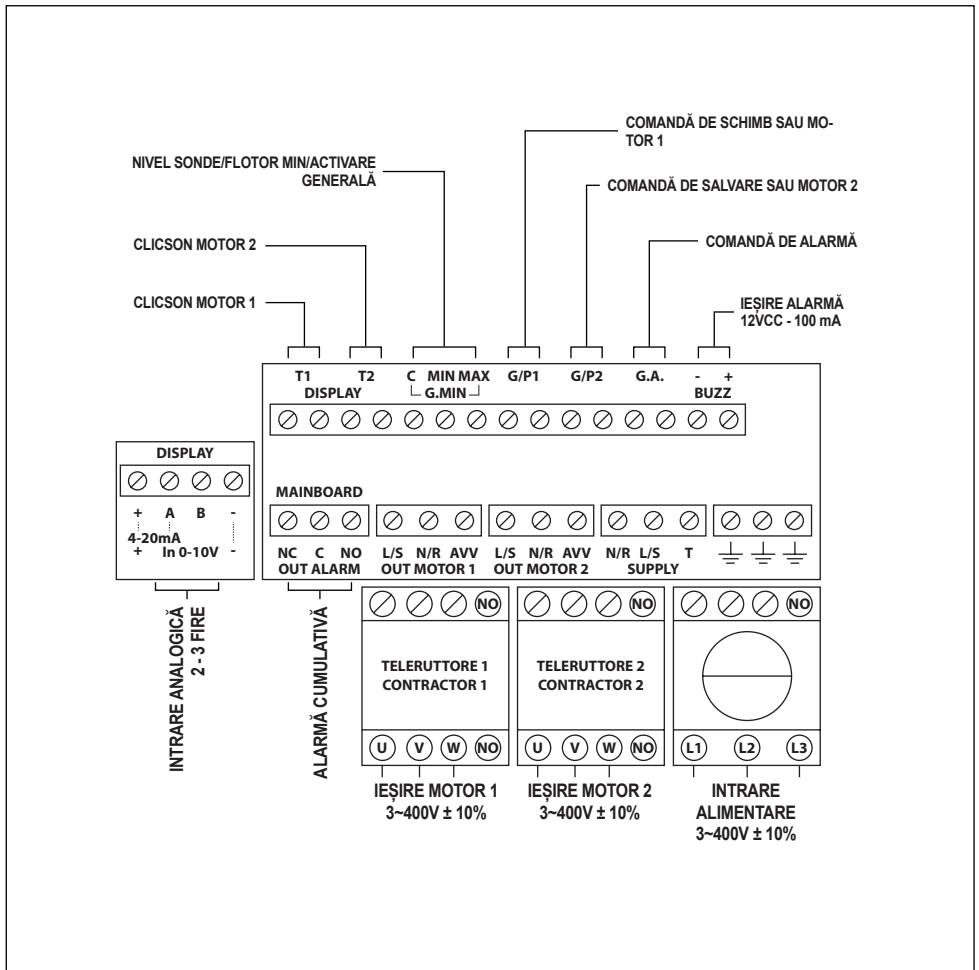 COMANDĂ DE SCHIMB SAU MO-
TOR 1
NIVEL SONDE/FLOTOR MIN/ACTIVARE
GENERALĂ
COMANDĂ DE SALVARE SAU MOTOR 2
CLICSON MOTOR 2
COMANDĂ DE ALARMĂ
CLICSON MOTOR 1
IEȘIRE ALARMĂ
12VCC - 100 mA
T1 T2 C MIN MAX G/P1 G/P2 G.A. - +
DISPLAY G.MIN BUZZ
DISPLAY
+ A B -
4-20mA
+ In 0-10V -
INTRARE ANALOGICĂ
2 - 3 FIRE
MAINBOARD
NC C NO L/S N/R AVV L/S N/R AVV N/R L/S T
OUT ALARM OUT MOTOR 1 OUT MOTOR 2 SUPPLY
ALARMĂ CUMULATIVĂ
NO NO NO
TELERUTTORE 1
CONTRACTOR 1
TELERUTTORE 2
CONTRACTOR 2
U V W NO U V W NO L1 L2 L3
IEȘIRE MOTOR 1
3~400V ± 10%
IEȘIRE MOTOR 2
3~400V ± 10%
INTRARE
ALIMENTARE
3~400V ± 10%